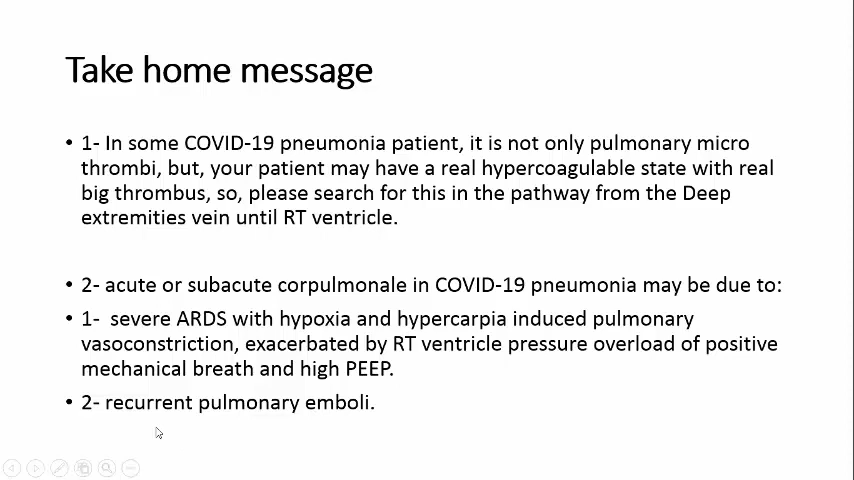 Take home message
• 1- In some COVID-19 pneumonia patient, it is not only pulmonary micro
thrombi, but, your patient may have a real hypercoagulable state with real
big thrombus, so, please search for this in the pathway from the Deep
extremities vein until RT ventricle.
• 2- acute or subacute corpulmonale in COVID-19 pneumonia may be due to:
• 1- severe ARDS with hypoxia and hypercarpia induced pulmonary
vasoconstriction, exacerbated by RT ventricle pressure overload of positive
mechanical breath and high PEEP.
• 2- recurrent pulmonary emboli.